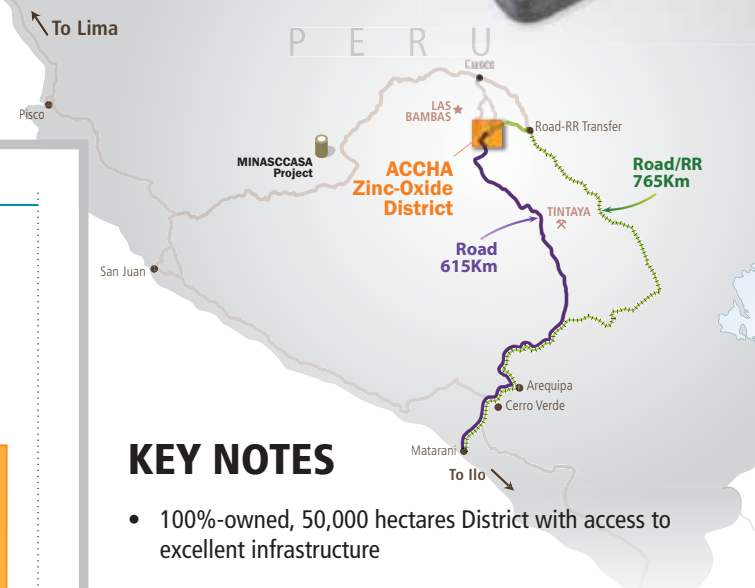 To Lima
PERU
Cusco
Pisco
LAS
BAMBAS
Road-RR Transfer
MINASCCASA
Project
ACCHA
Zinc-Oxide
District
Road/RR
765Km
TINTAYA
Road
615Km
San Juan
Arequipa
Cerro Verde
Matarani
To Ilo
KEY NOTES
• 100%-owned, 50,000 hectares District with access to
excellent infrastructure